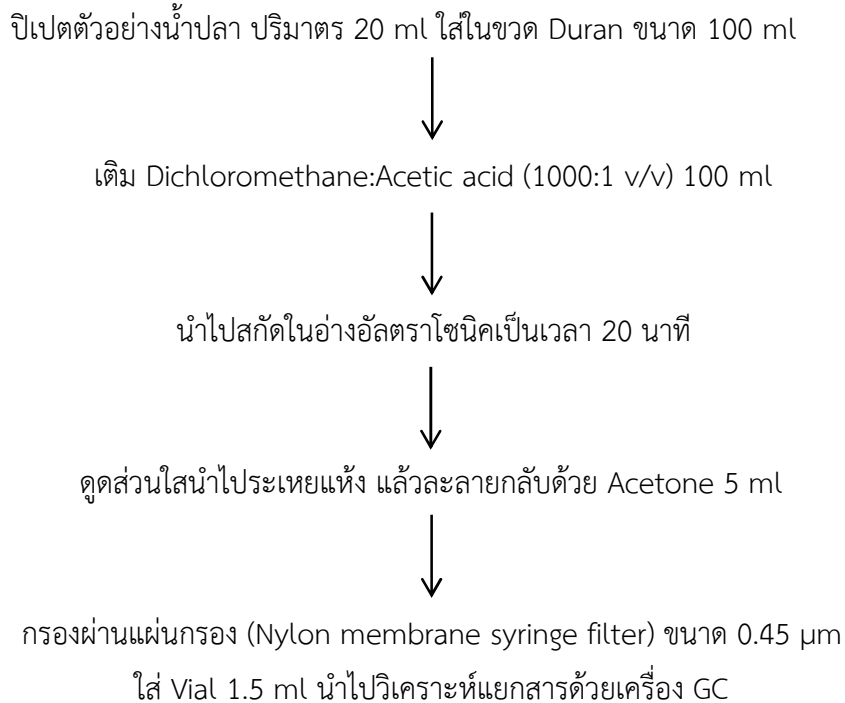 ปิเปตตัวอย่างน้ำปลา ปริมาตร 20 ml ใส่ในขวด Duran ขนาด 100 ml
เติม Dichloromethane:Acetic acid (1000:1 v/v) 100 ml
นำไปสกัดในอ่างอัลตราโซนิคเป็นเวลา 20 นาที
ดูดส่วนใสนำไประเหยแห้ง แล้วละลายกลับด้วย Acetone 5 ml
กรองผ่านแผ่นกรอง (Nylon membrane syringe filter) ขนาด 0.45 µm
ใส่ Vial 1.5 ml นำไปวิเคราะห์แยกสารด้วยเครื่อง GC